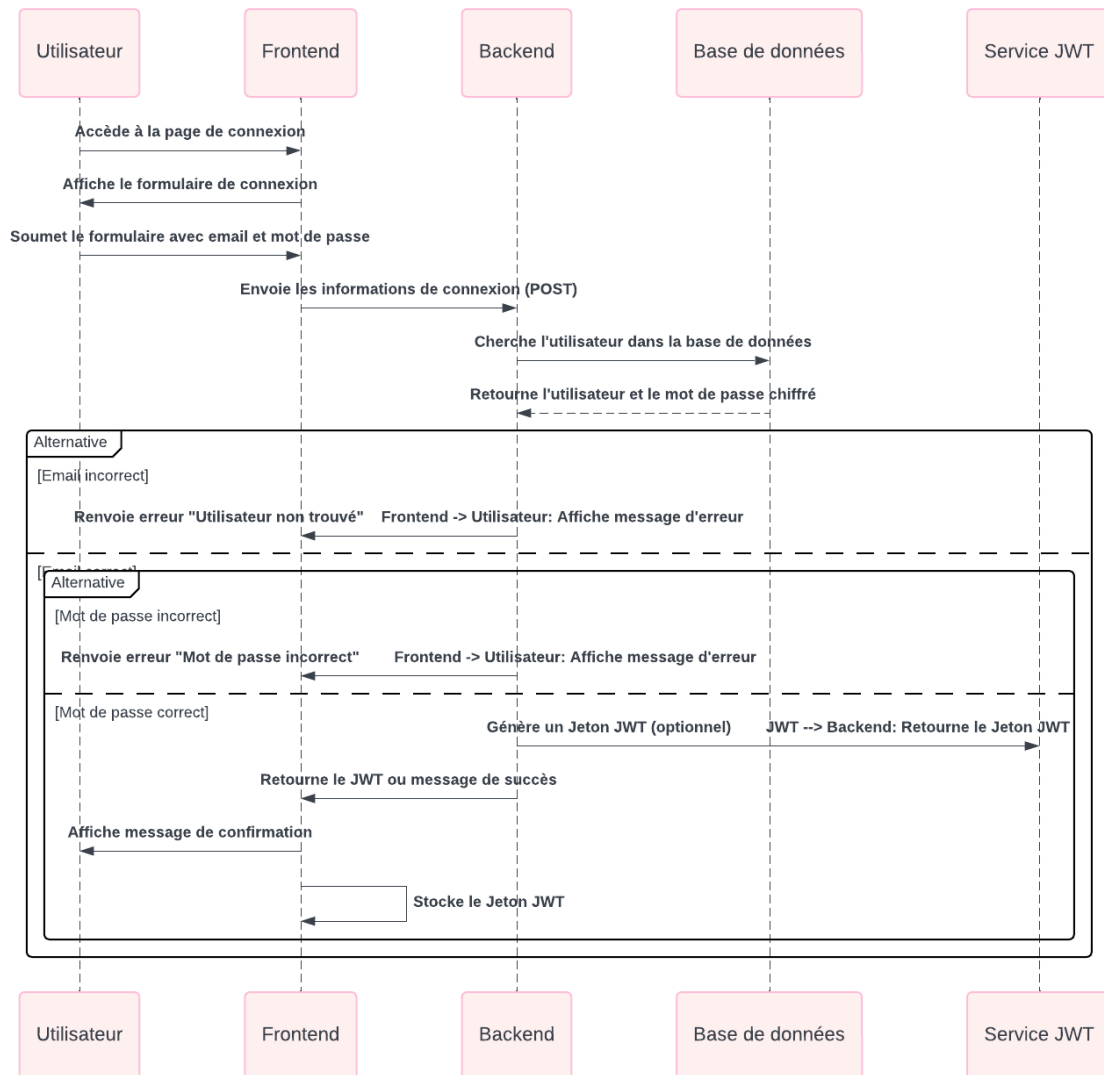 Utilisateur
Frontend
Backend
Base de données
Service JWT
Accède à la page de connexion
Affiche le formulaire de connexion
Soumet le formulaire avec email et mot de passe
Envoie les informations de connexion (POST)
Cherche l'utilisateur dans la base de données
Retourne l'utilisateur et le mot de passe chiffré
Alternative
[Email incorrect]
Renvoie erreur "Utilisateur non trouvé" Frontend -> Utilisateur: Affiche message d'erreur
[Email correct]
Alternative
[Mot de passe incorrect]
Renvoie erreur "Mot de passe incorrect" Frontend -> Utilisateur: Affiche message d'erreur
[Mot de passe correct]
Génère un Jeton JWT (optionnel) JWT --> Backend: Retourne le Jeton JWT
Retourne le JWT ou message de succès
Affiche message de confirmation
Stocke le Jeton JWT
Utilisateur
Frontend
Backend
Base de données
Service JWT